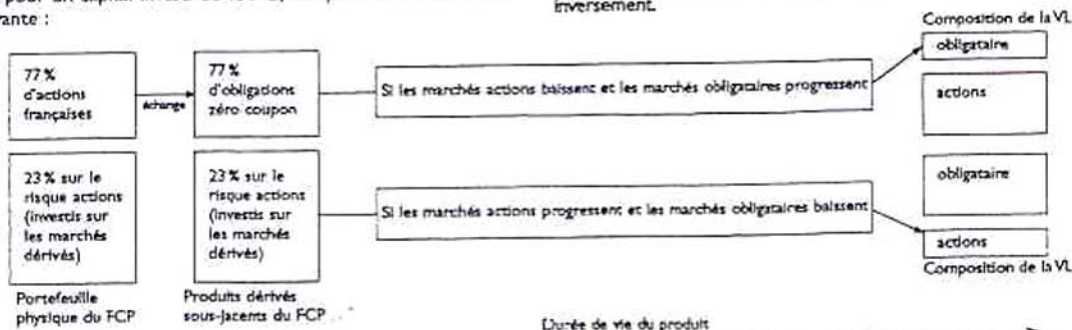 pour un capital
inversement.
ante :
Composition de la VL
obligataire
actions
77 %
d'actions
françaises
échange
77 %
d'obligations
zéro coupon
Si les marchés actions baissent et les marchés obligataires progressent
23 % sur le
risque actions
(investis sur
les marchés
dérivés)
23 % sur le
risque actions
(investis sur
les marchés
dérivés)
Si les marchés actions progressent et les marchés obligataires baissent
obligataire
actions
Composition de la VL
Portefeuille
physique du FCP
Produits dérivés
sous-jacents du FCP
Durée de vie du produit